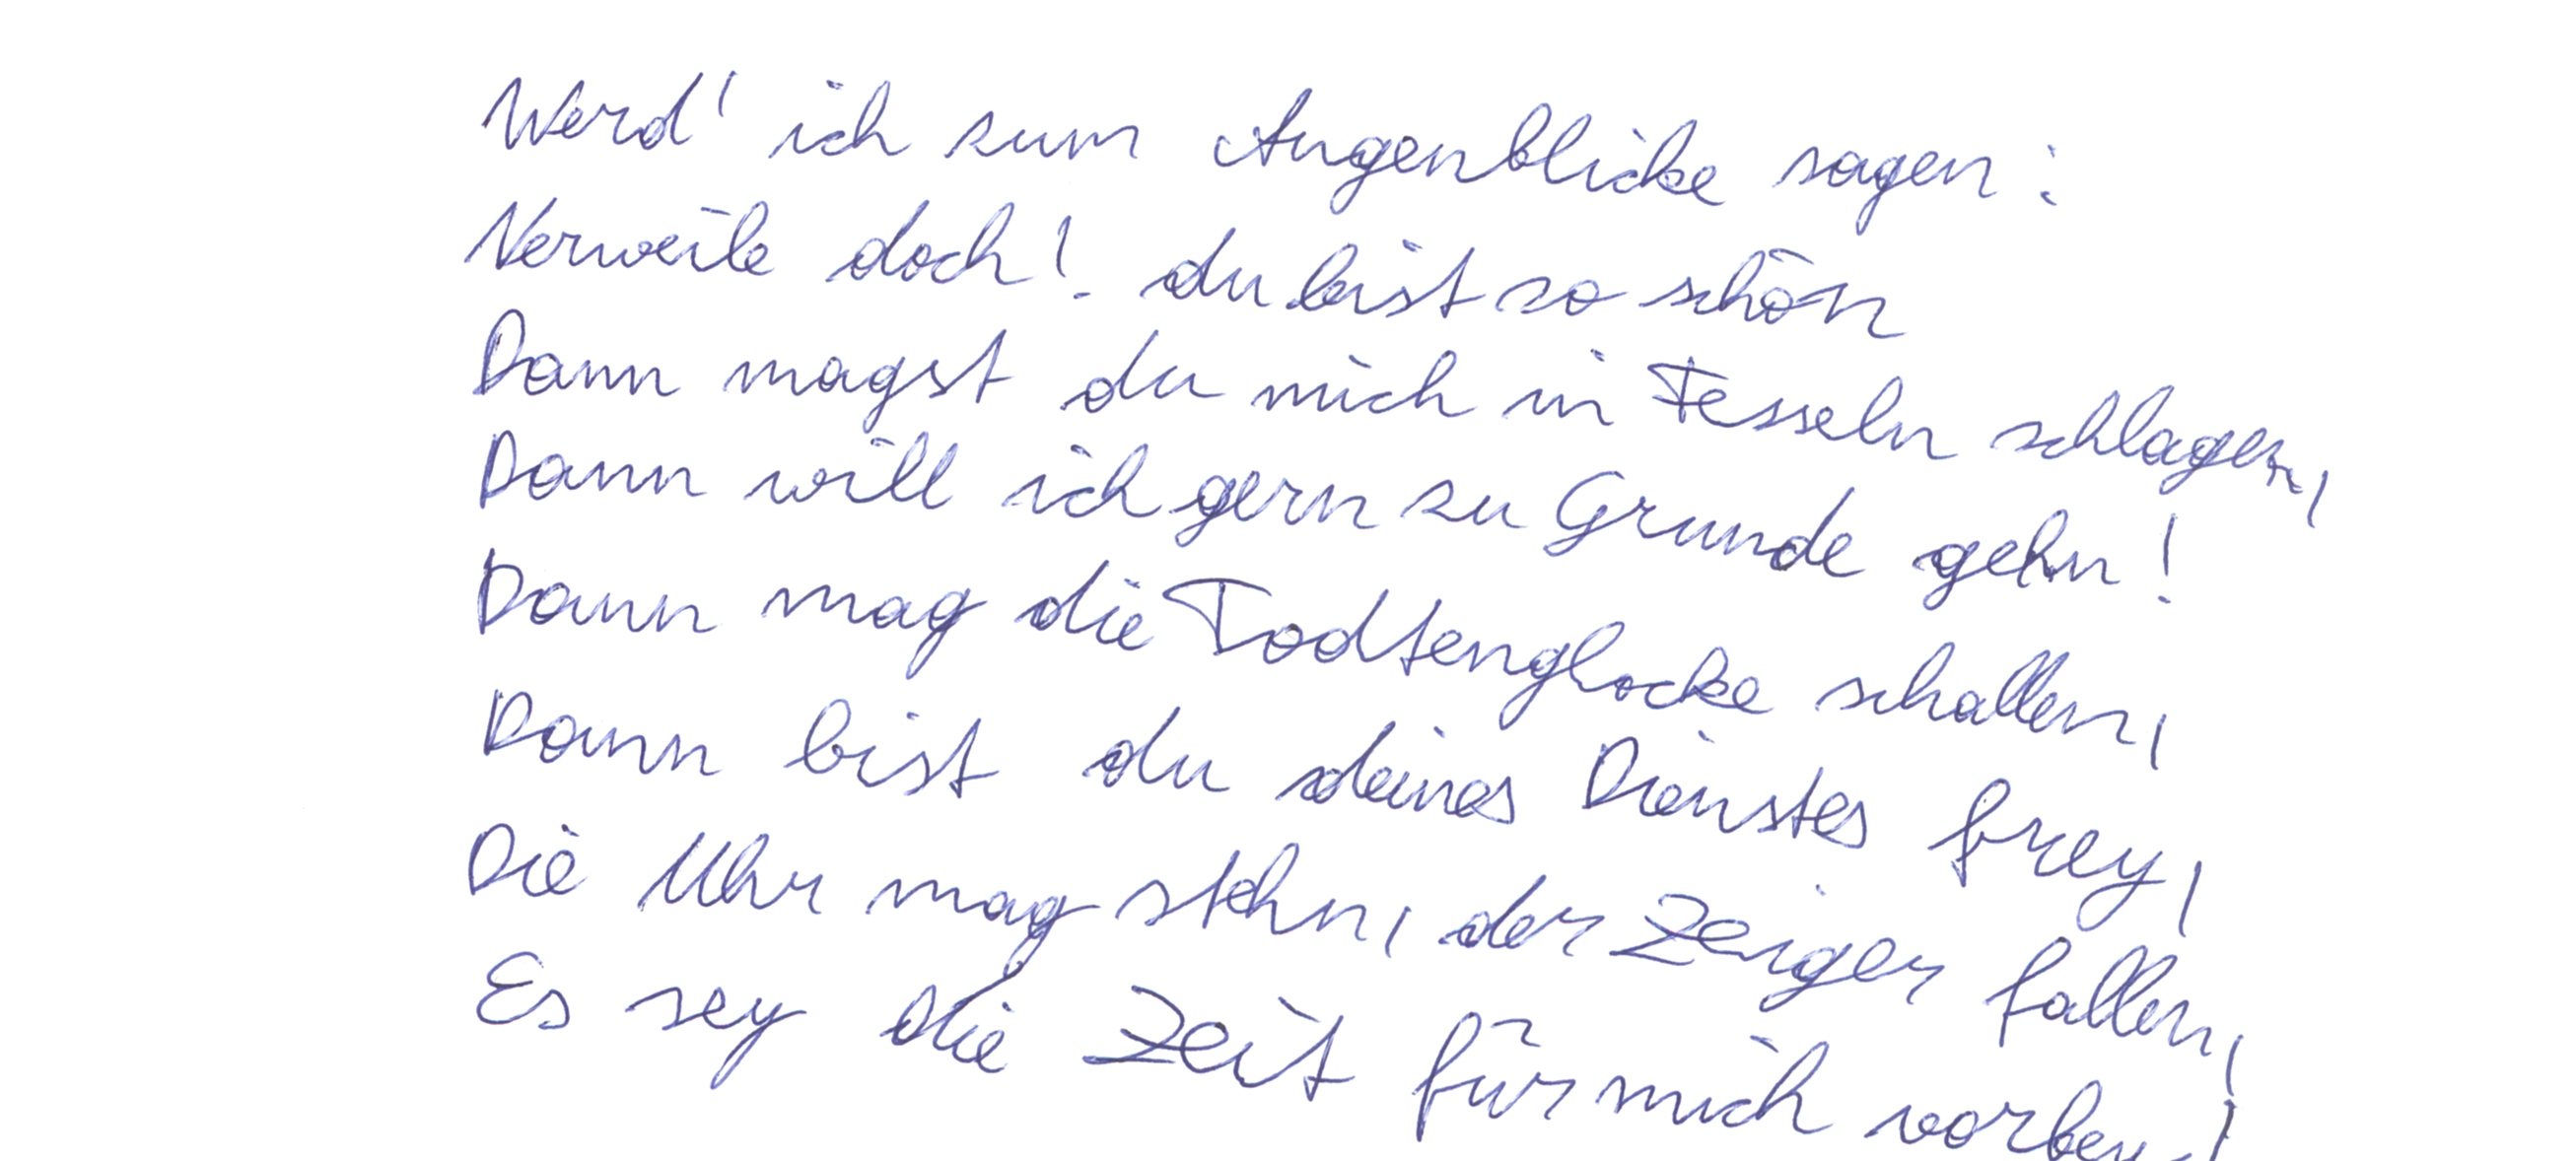 Werd' ich zum Augenblicke sagen:
Verweile doch! du bist so schön
Dann magst du mich in Fesseln schlagen,
Dann will ich gern zu Grunde gehn!
Dann mag die Todtenglocke schallen,
Dann bist du deines Dienstes frey,
Die Uhr mag stehn, der Zeiger fallen,
Es sey die Zeit für mich vorbey!